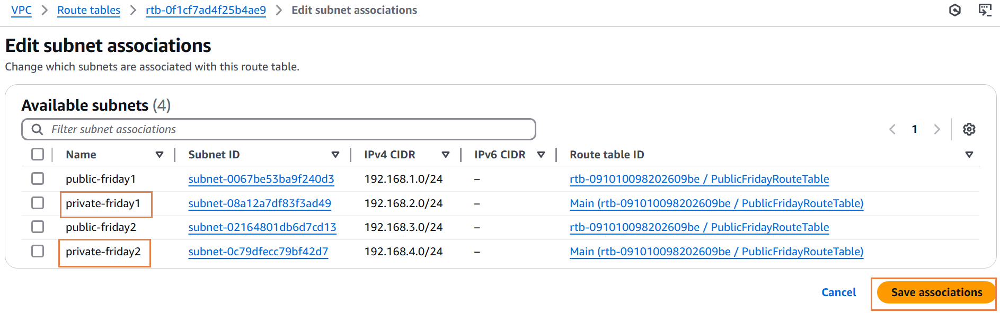 VPC > Route tables > rtb-0f1cf7ad4f25b4ae9 > Edit subnet associations
Edit subnet associations
Change which subnets are associated with this route table.
Available subnets (4)
Filter subnet associations
1
Name Subnet ID IPv4 CIDR IPv6 CIDR Route table ID
public-friday1 subnet-0067be53ba9f240d3 192.168.1.0/24 – rtb-091010098202609be / PublicFridayRouteTable
private-friday1 subnet-08a12a7df83f3ad49 192.168.2.0/24 – Main (rtb-091010098202609be / PublicFridayRouteTable)
public-friday2 subnet-02164801db6d7cd13 192.168.3.0/24 – rtb-091010098202609be / PublicFridayRouteTable
private-friday2 subnet-0c79dfecc79bf42d7 192.168.4.0/24 – Main (rtb-091010098202609be / PublicFridayRouteTable)
Cancel Save associations